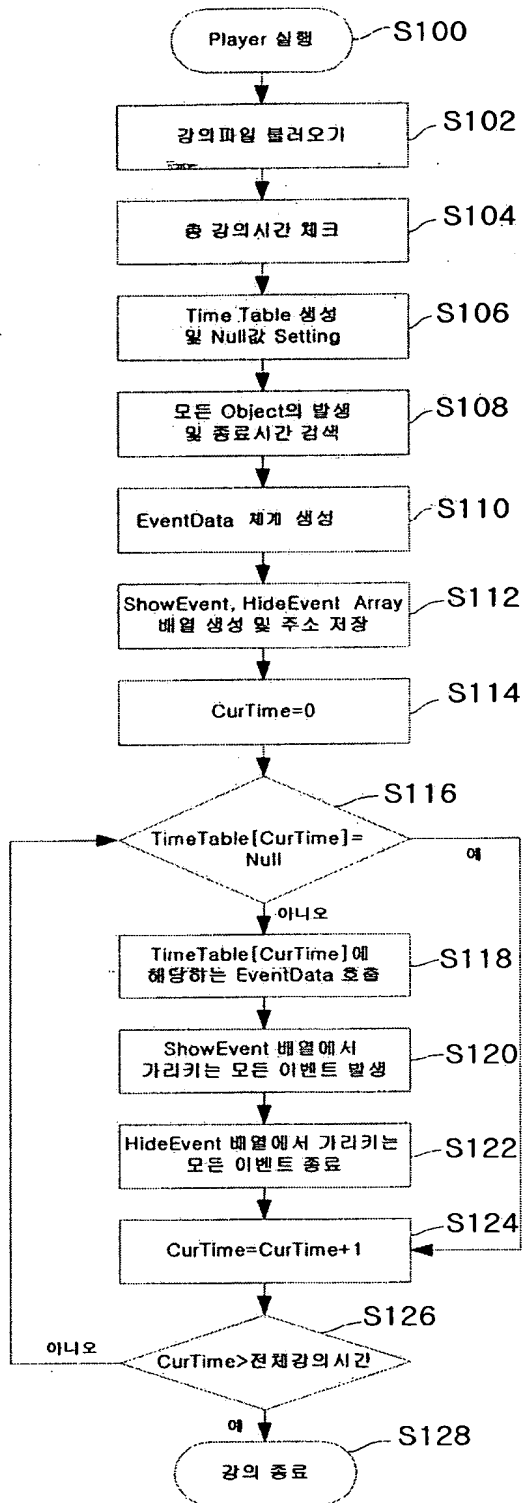 Player 실행
S100
강의파일 불러오기
S102
총 강의시간 체크
S104
Time Table 생성
및 Null값 Setting
S106
모든 Object의 발생
및 종료시간 검색
S108
EventData 체계 생성
S110
ShowEvent, HideEvent Array
배열 생성 및 주소 저장
S112
CurTime=0
S114
S116
TimeTable[CurTime]=
Null
예
아니오
TimeTable[CurTime]에
해당하는 EventData 호출
S118
ShowEvent 배열에서
가리키는 모든 이벤트 발생
S120
HideEvent 배열에서 가리키는
모든 이벤트 종료
S122
S124
CurTime=CurTime+1
S126
아니오
CurTime>전체강의시간
예
S128
강의 종료